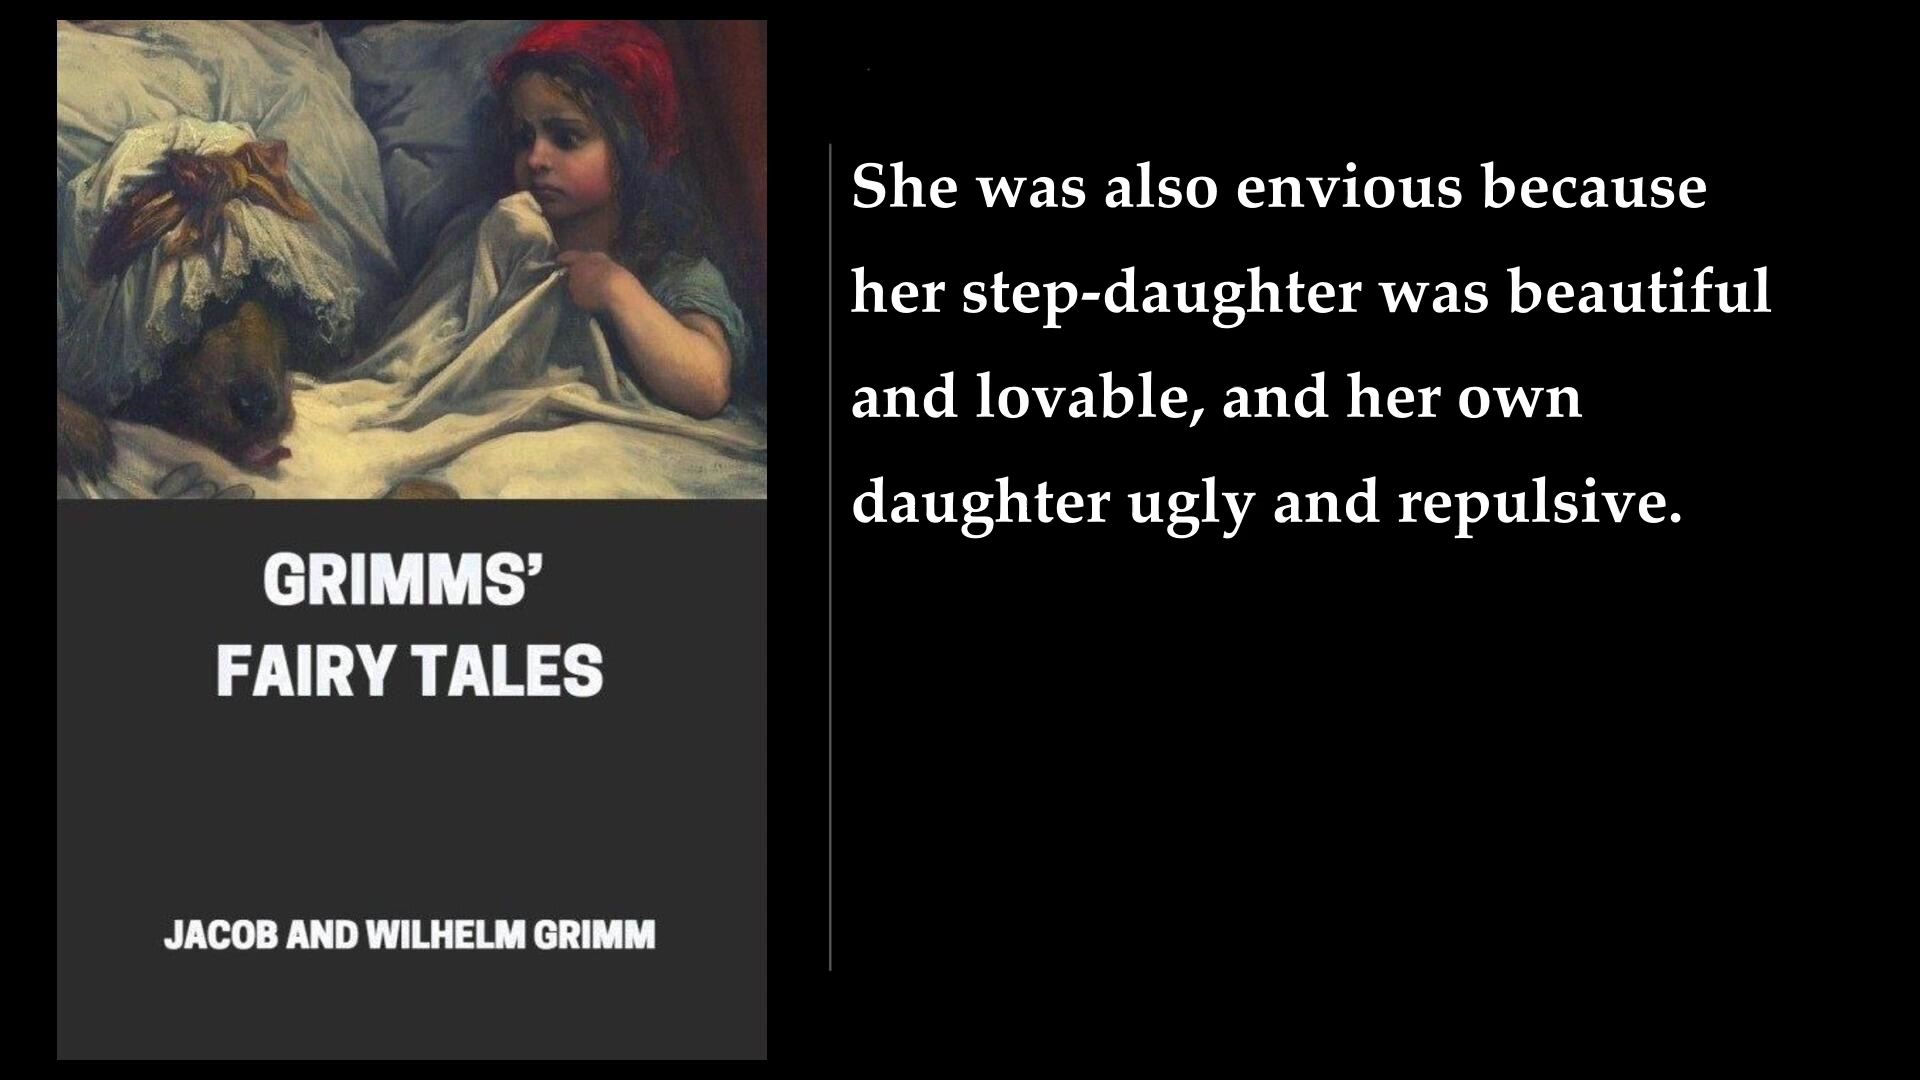 GRIMMS’
FAIRY TALES
JACOB AND WILHELM GRIMM
She was also envious because
her step-daughter was beautiful
and lovable, and her own
daughter ugly and repulsive.